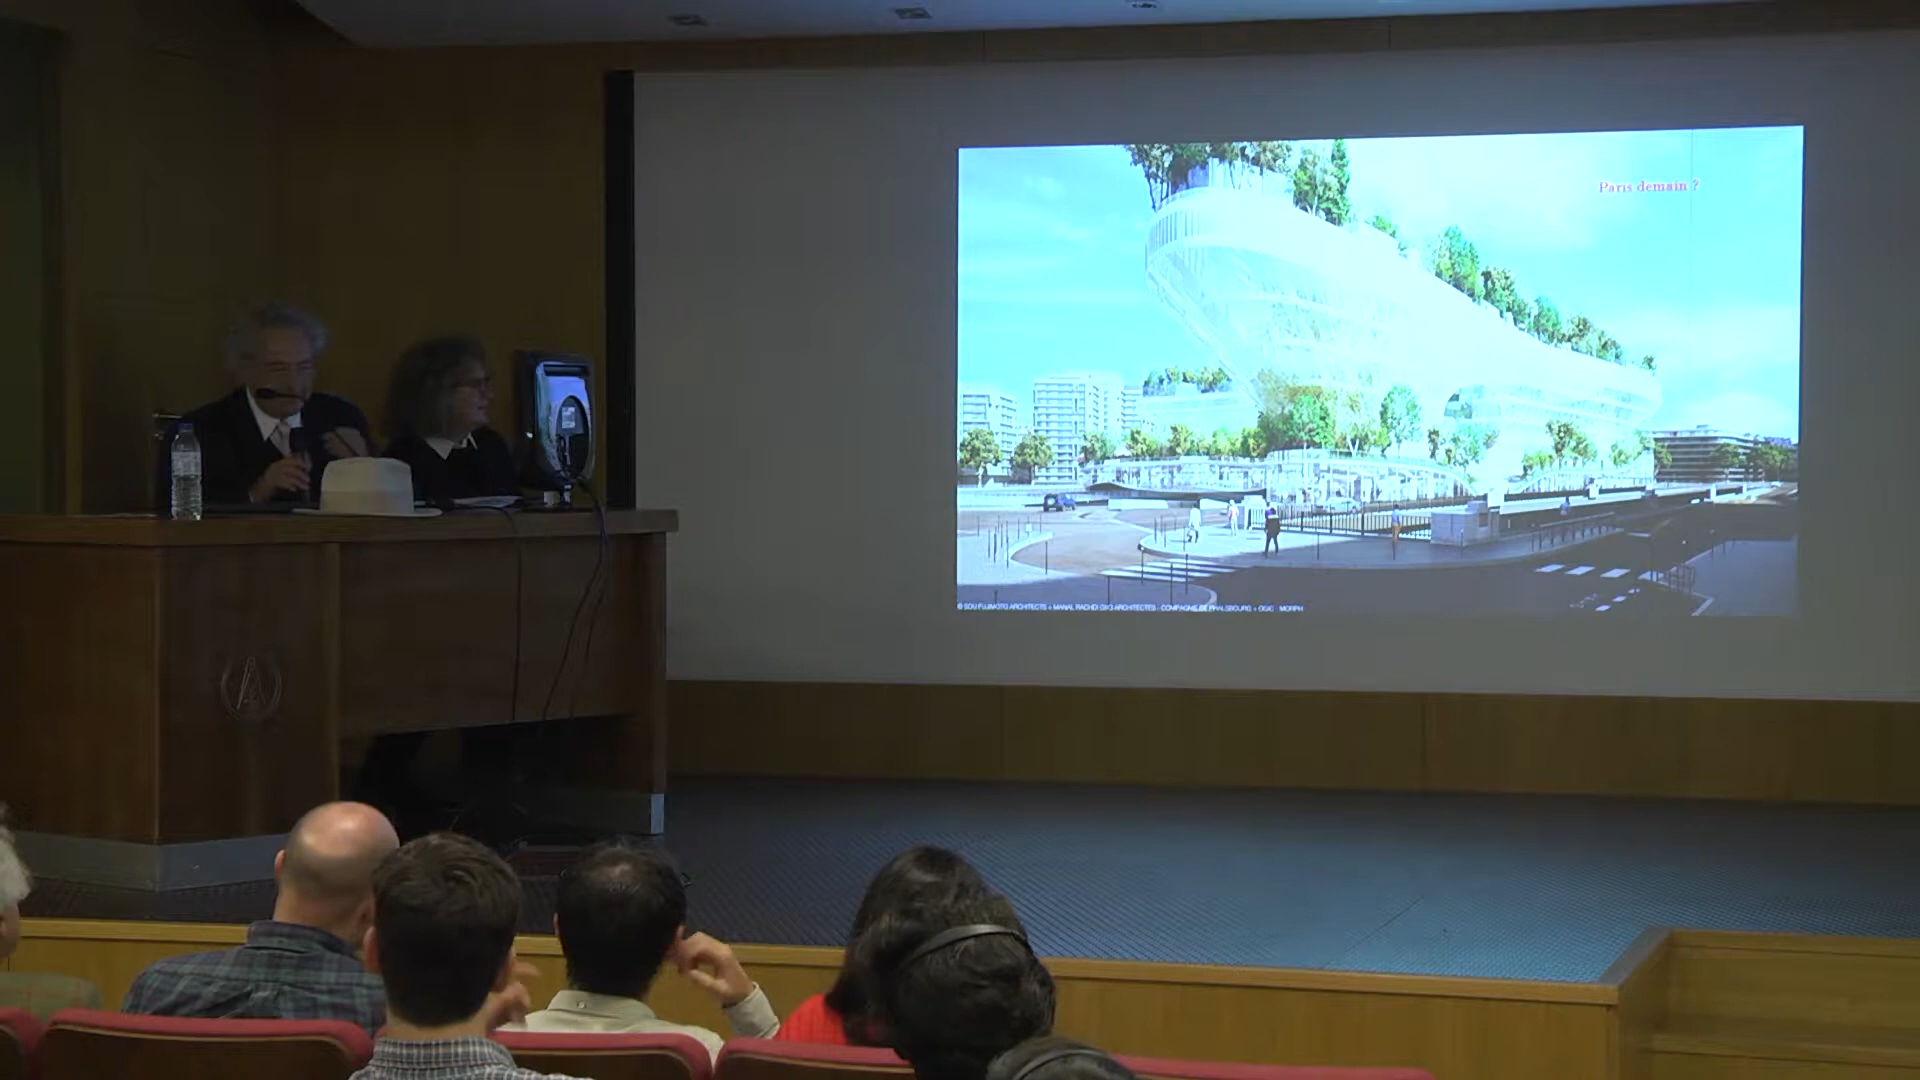 Paris demain ?
© SOU FUJIMOTO ARCHITECTS + MANAL RACHDI OXO ARCHITECTES - COMPAGNIE DE PHALSBOURG + OGIC - MORPH
A